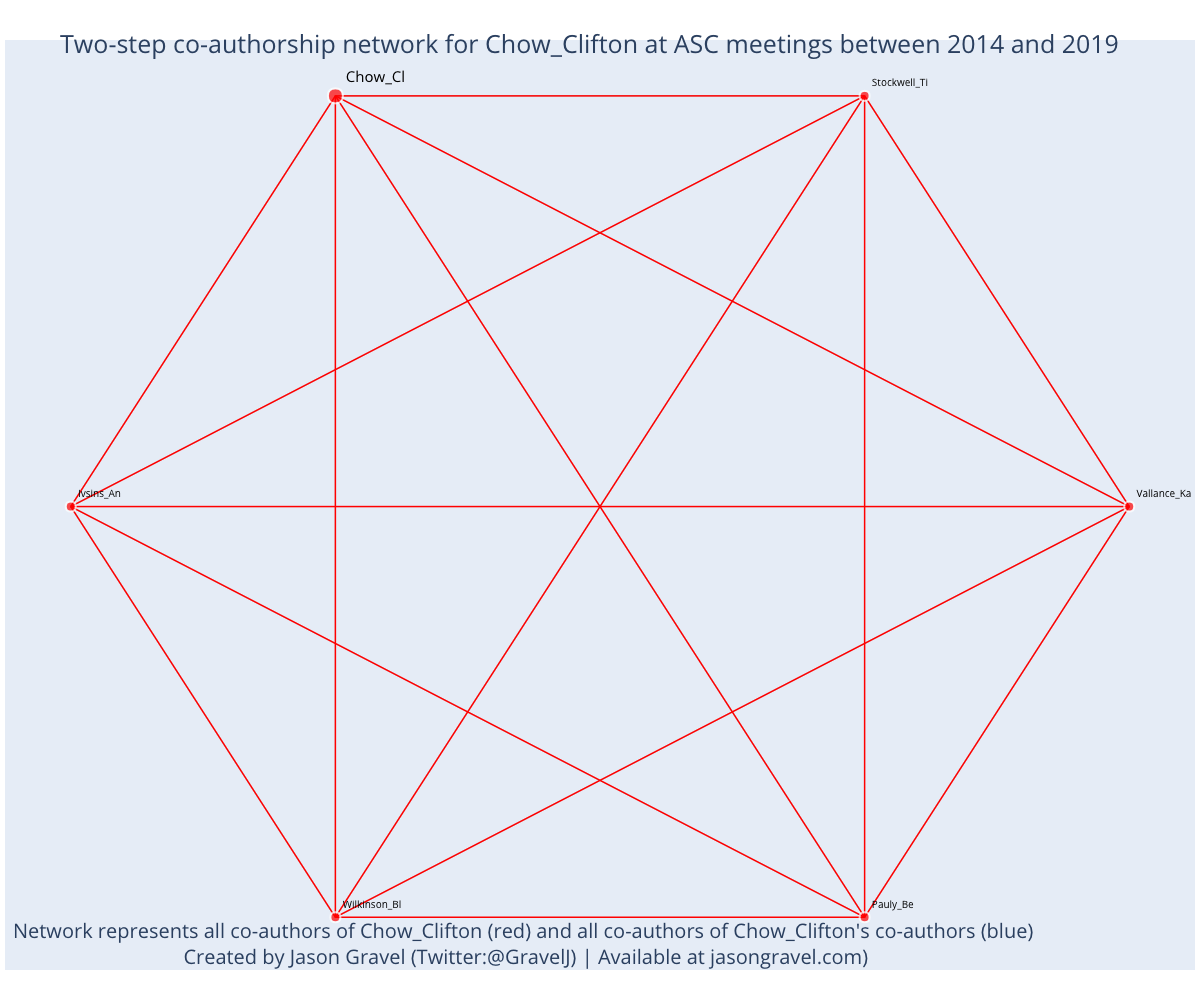 Two-step co-authorship network for Chow_Clifton at ASC meetings between 2014 and 2019
Chow_Cl
Stockwell_Ti
Ivsins_An
Vallance_Ka
Wilkinson_Bl
Pauly_Be
Network represents all co-authors of Chow_Clifton (red) and all co-authors of Chow_Clifton's co-authors (blue)
Created by Jason Gravel (Twitter:@GravelJ) | Available at jasongravel.com)